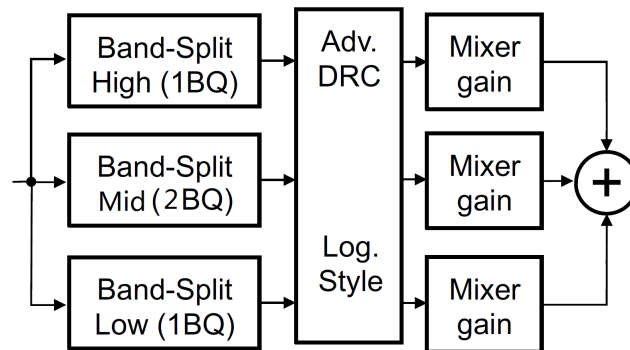 Band-Split
High (1BQ)
Band-Split
Mid (2BQ)
Band-Split
Low (1BQ)
Adv.
DRC
Log.
Style
Mixer
gain
Mixer
gain
Mixer
gain
+